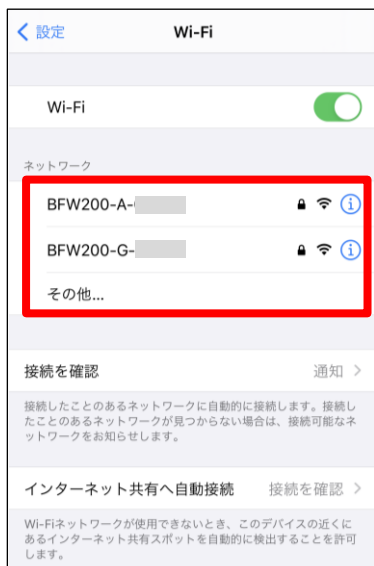 設定
Wi-Fi
Wi-Fi
ネットワーク
BFW200-A-
BFW200-G-
その他...
接続を確認
通知
接続したことのあるネットワークに自動的に接続します。接続し
たことのあるネットワークが見つからない場合は、接続可能なネ
ットワークをお知らせします。
インターネット共有へ自動接続
接続を確認
Wi-Fiネットワークが使用できないとき、このデバイスの近くに
あるインターネット共有スポットを自動的に検出することを許可
します。